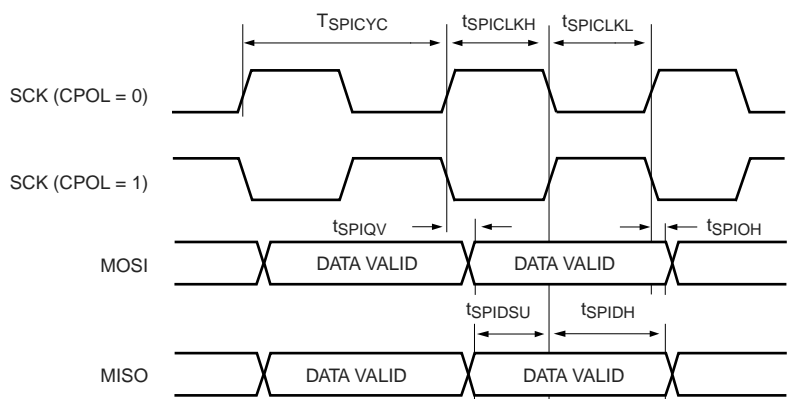 TSPICYC tSPICLKH tSPICLKL
SCK (CPOL = 0)
SCK (CPOL = 1)
tSPIQV tSPIOH
MOSI DATA VALID DATA VALID
tSPIDSU tSPIDH
MISO DATA VALID DATA VALID